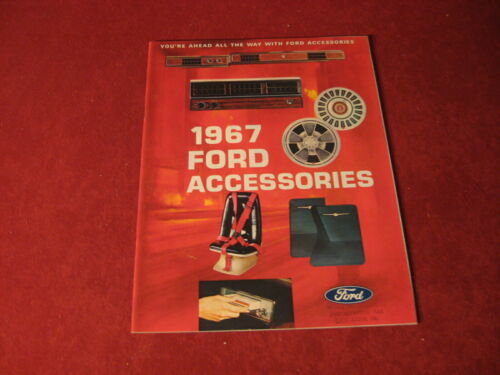 YOU'RE AHEAD ALL THE WAY WITH FORD ACCESSORIES
1967
FORD
ACCESSORIES
Ford